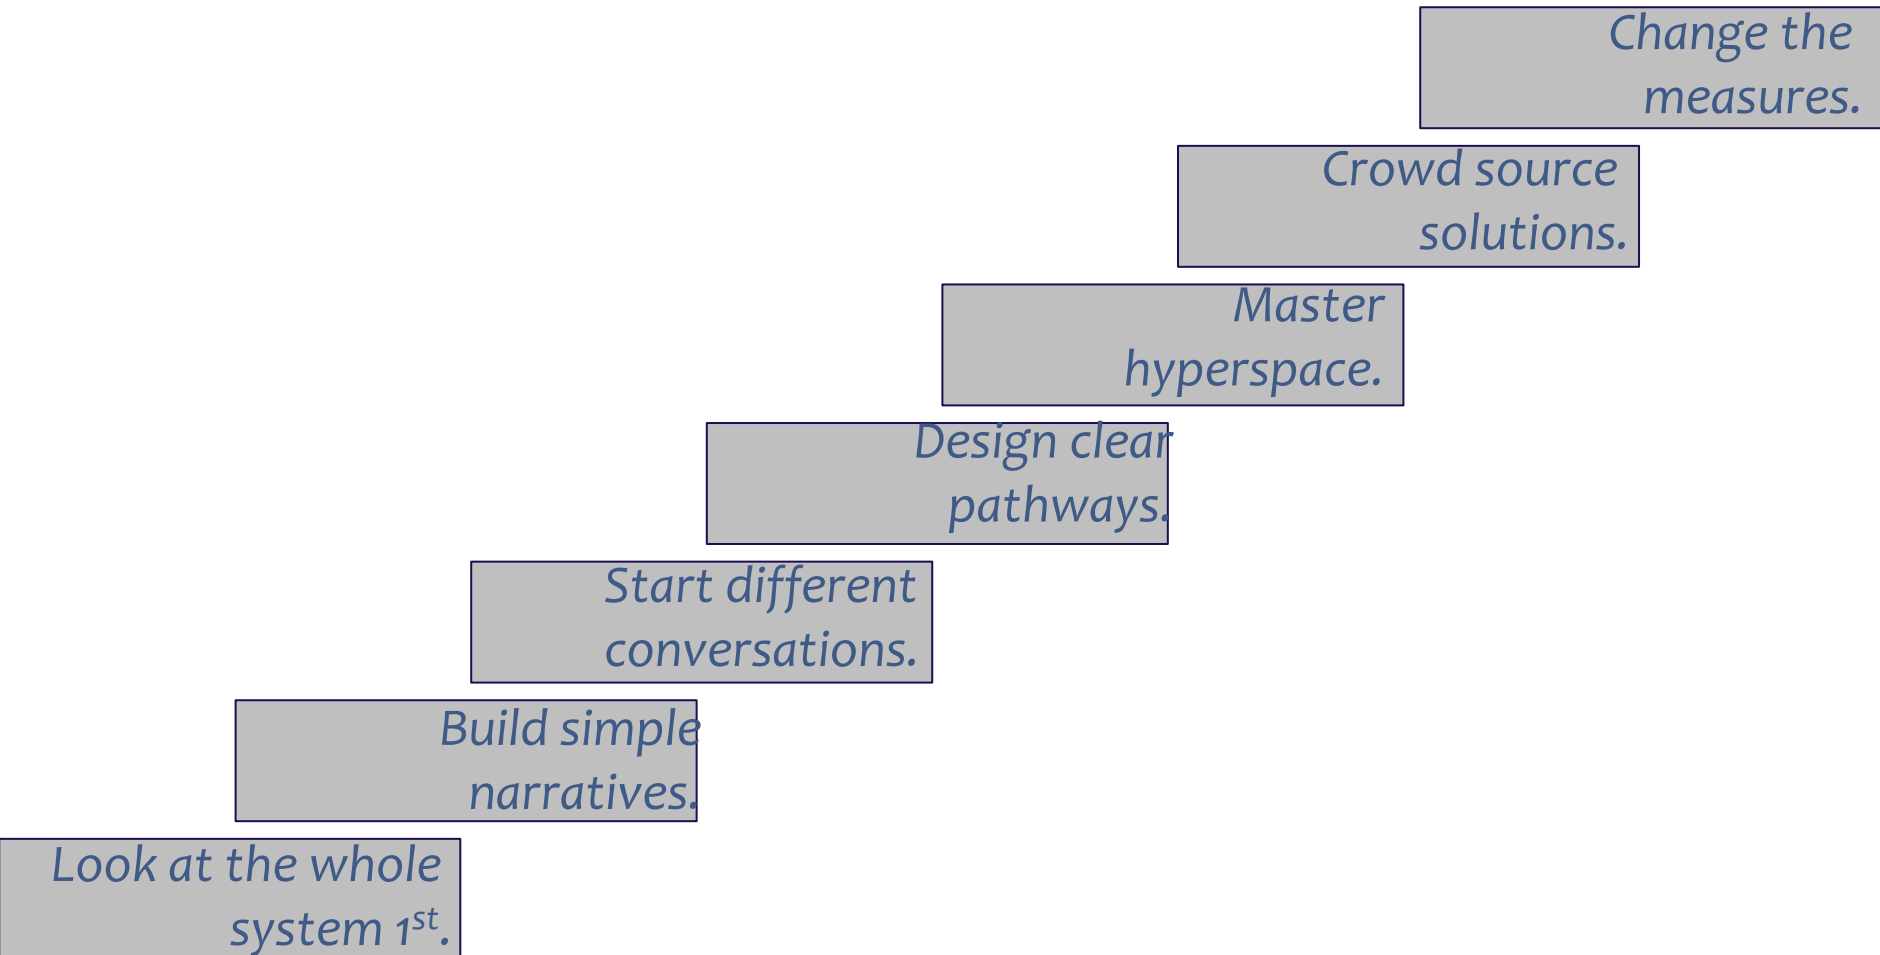 Change the
measures.
Crowd source
solutions.
Master
hyperspace.
Design clear
pathways.
Start different
conversations.
Build simple
narratives.
Look at the whole
system 1st.